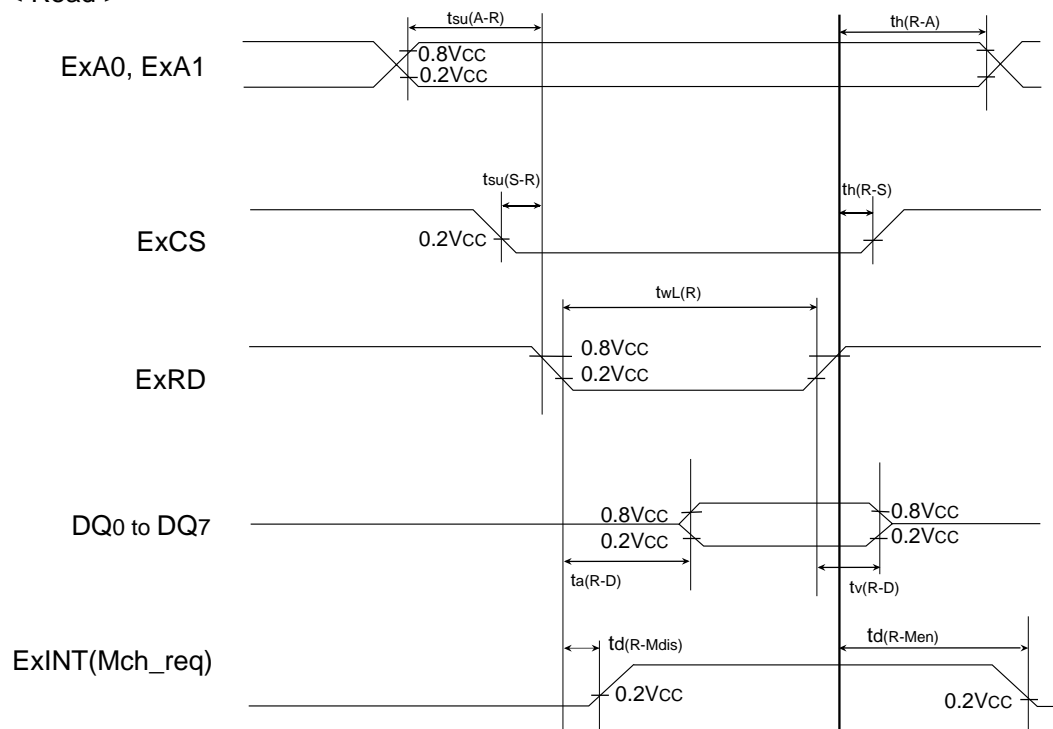 < Read >
tsu(A-R)
th(R-A)
ExA0, ExA1
0.8VCC
0.2VCC
tsu(S-R)
th(R-S)
ExCS
0.2VCC
twL(R)
0.8VCC
ExRD
0.2VCC
DQ0 to DQ7
0.8VCC
0.8VCC
0.2VCC
0.2VCC
ta(R-D)
tv(R-D)
ExINT(Mch_req)
td(R-Mdis)
td(R-Men)
0.2VCC
0.2VCC